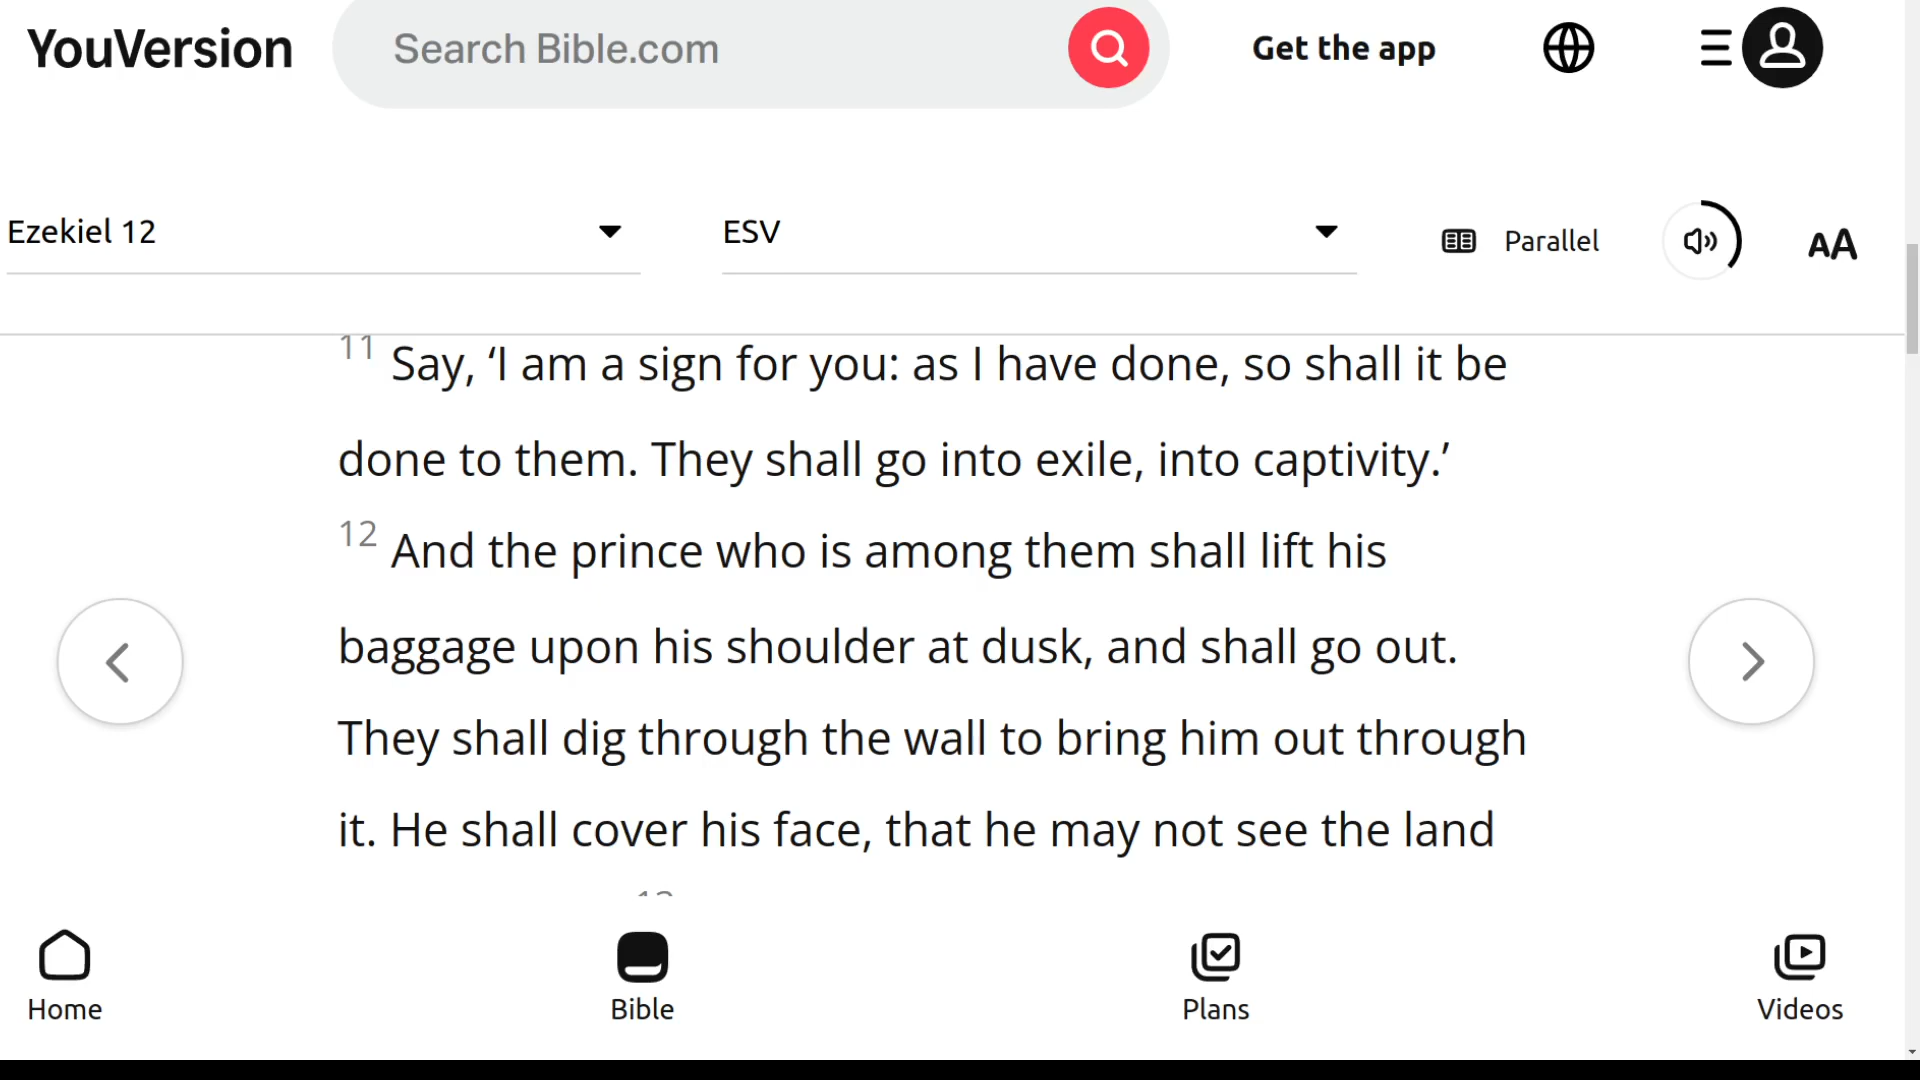 YouVersion
Search Bible.com
Get the app
Ezekiel 12
ESV
Parallel
AA
11 Say, ‘I am a sign for you: as I have done, so shall it be
done to them. They shall go into exile, into captivity.’
12 And the prince who is among them shall lift his
baggage upon his shoulder at dusk, and shall go out.
They shall dig through the wall to bring him out through
it. He shall cover his face, that he may not see the land
Home
Bible
Plans
Videos